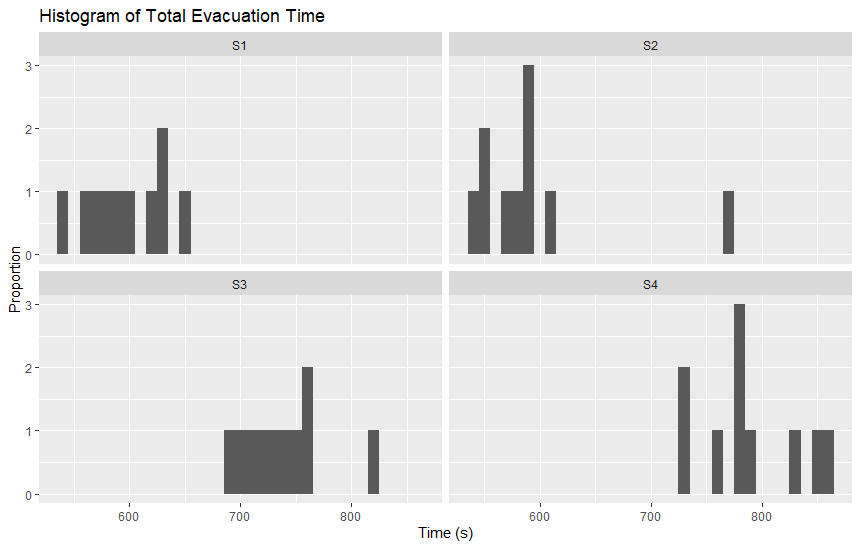 Histogram of Total Evacuation Time
S1 S2
3
2
1
0
Proportion
S3 S4
3
2
1
0
600 700 800 600 700 800
Time (s)